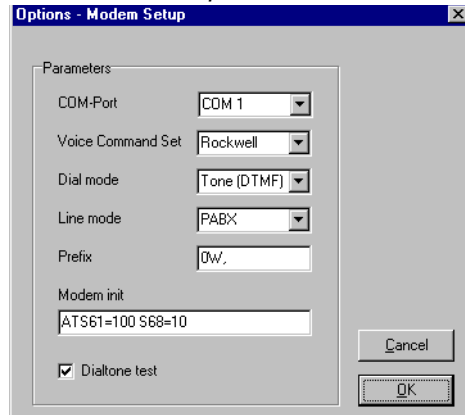 Options - Modem Setup
Parameters
COM-Port COM 1
Voice Command Set Rockwell
Dial mode Tone (DTMF)
Line mode PABX
Prefix 0W,
Modem init
ATS61=100 S68=10
Dialtone test
Cancel
OK